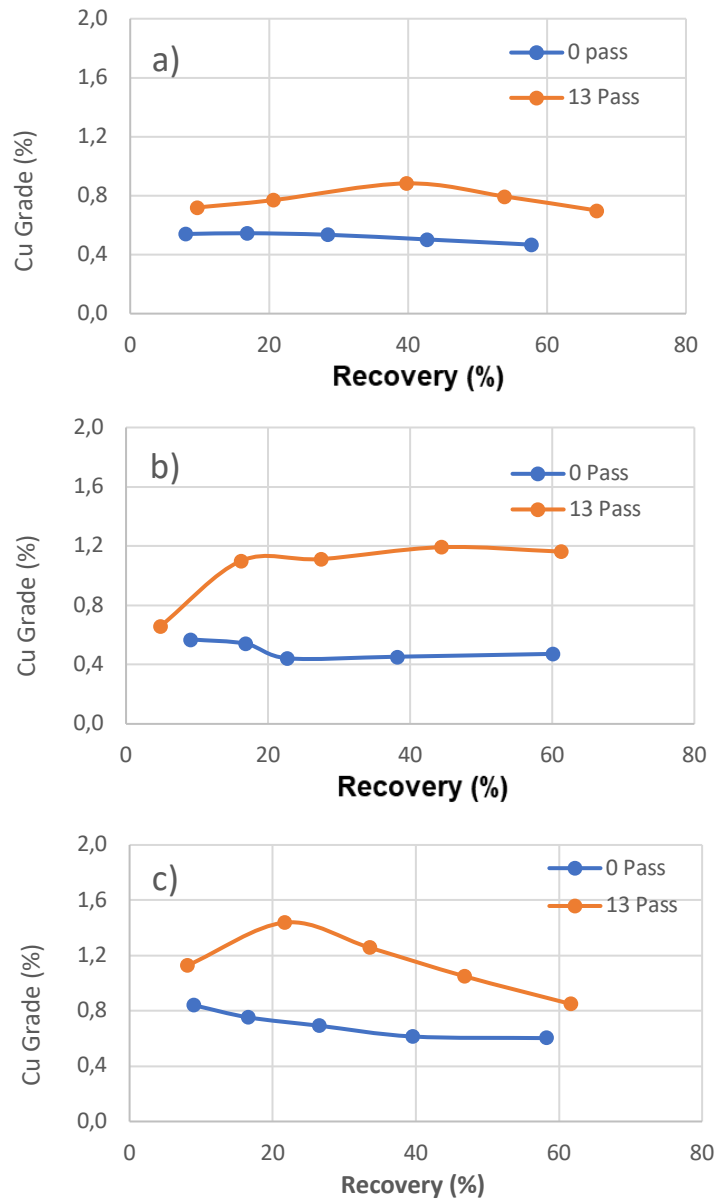 a)
0 pass
13 Pass
Cu Grade (%)
2,0
1,6
1,2
0,8
0,4
0,0
0 20 40 60 80
Recovery (%)
b)
0 Pass
13 Pass
Cu Grade (%)
2,0
1,6
1,2
0,8
0,4
0,0
0 20 40 60 80
Recovery (%)
c)
0 Pass
13 Pass
Cu Grade (%)
2,0
1,6
1,2
0,8
0,4
0,0
0 20 40 60 80
Recovery (%)